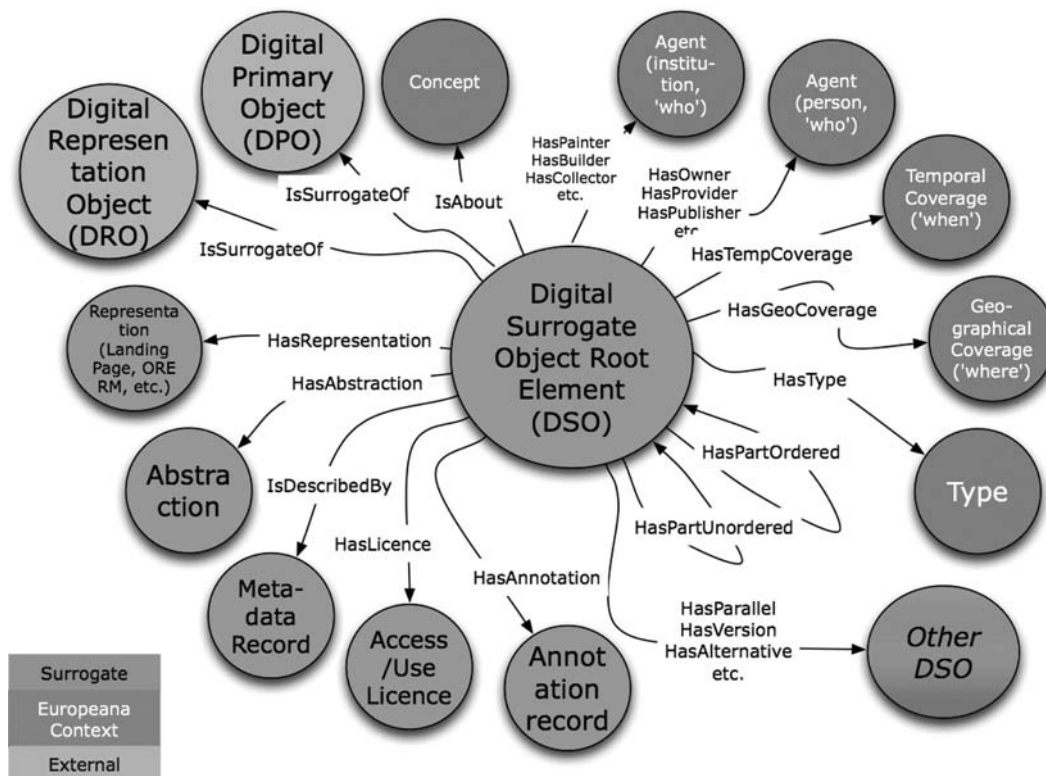 Digital
Primary
Object
(DPO)
Concept
Agent
(institu-
tion,
'who')
Agent
(person,
'who')
Digital
Represen
tation
Object
(DRO)
HasPainter
HasBuilder
HasCollector
etc.
HasOwner
HasProvider
HasPublisher
etc
Temporal
Coverage
('when')
IsSurrogateOf
IsAbout
IsSurrogateOf
HasTempCoverage
Digital
Surrogate
Object Root
Element
(DSO)
HasGeoCoverage
Geo-
graphical
Coverage
('where')
Representa
tion
(Landing
Page, ORE
RM, etc.)
HasRepresentation
HasAbstraction
HasType
Abstra
ction
IsDescribedBy
HasPartOrdered
Type
HasPartUnordered
HasLicence
HasAnnotation
Meta-
data
Record
Access
/Use
Licence
Annot
ation
record
HasParallel
HasVersion
HasAlternative
etc.
Other
DSO
Surrogate
Europeana
Context
External